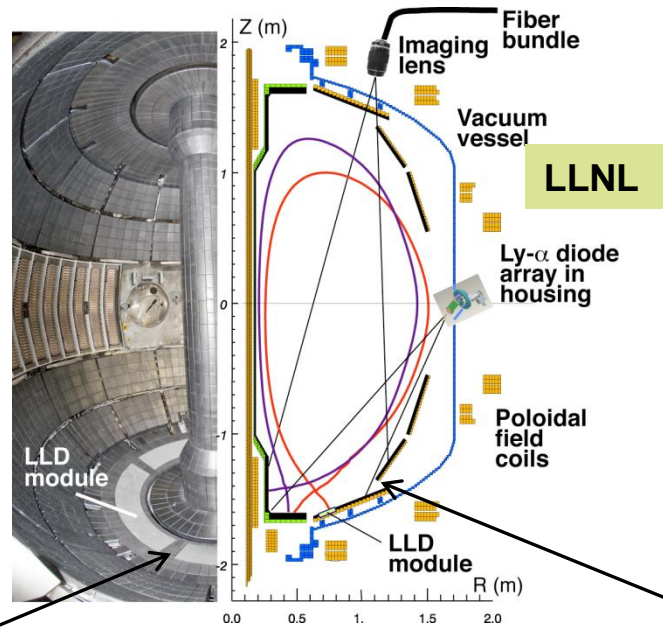 Z (m)
Fiber
bundle
Imaging
lens
2
Vacuum
vessel
1
LLNL
Ly-α diode
array in
housing
0
Poloidal
field
coils
-1
LLD
module
LLD
module
-2
R (m)
0.0 0.5 1. 1.5 2.0